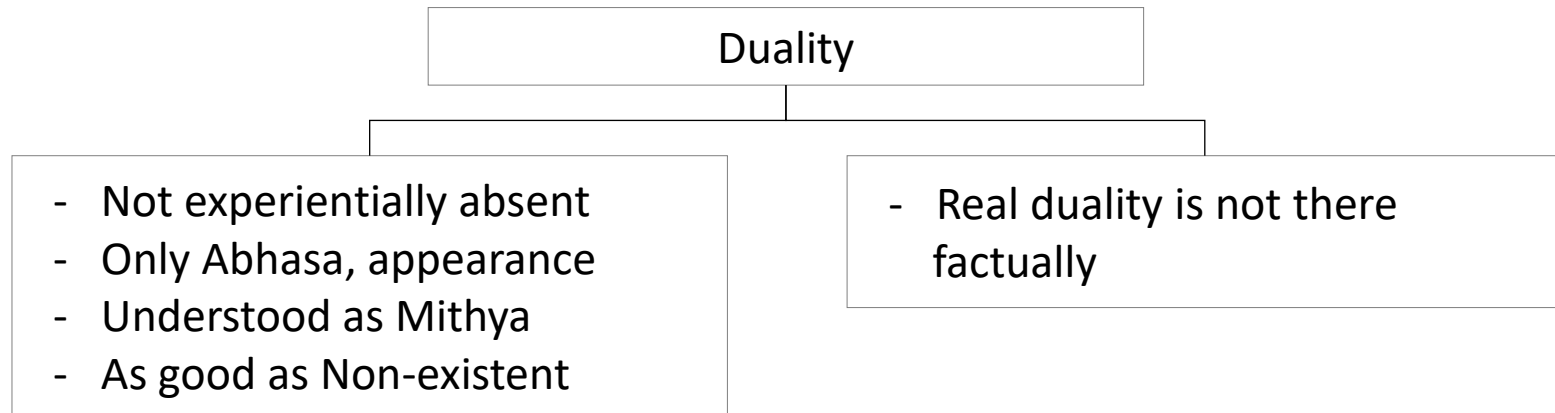 Duality
- Not experientially absent
- Only Abhasa, appearance
- Understood as Mithya
- As good as Non-existent
- Real duality is not there
factually